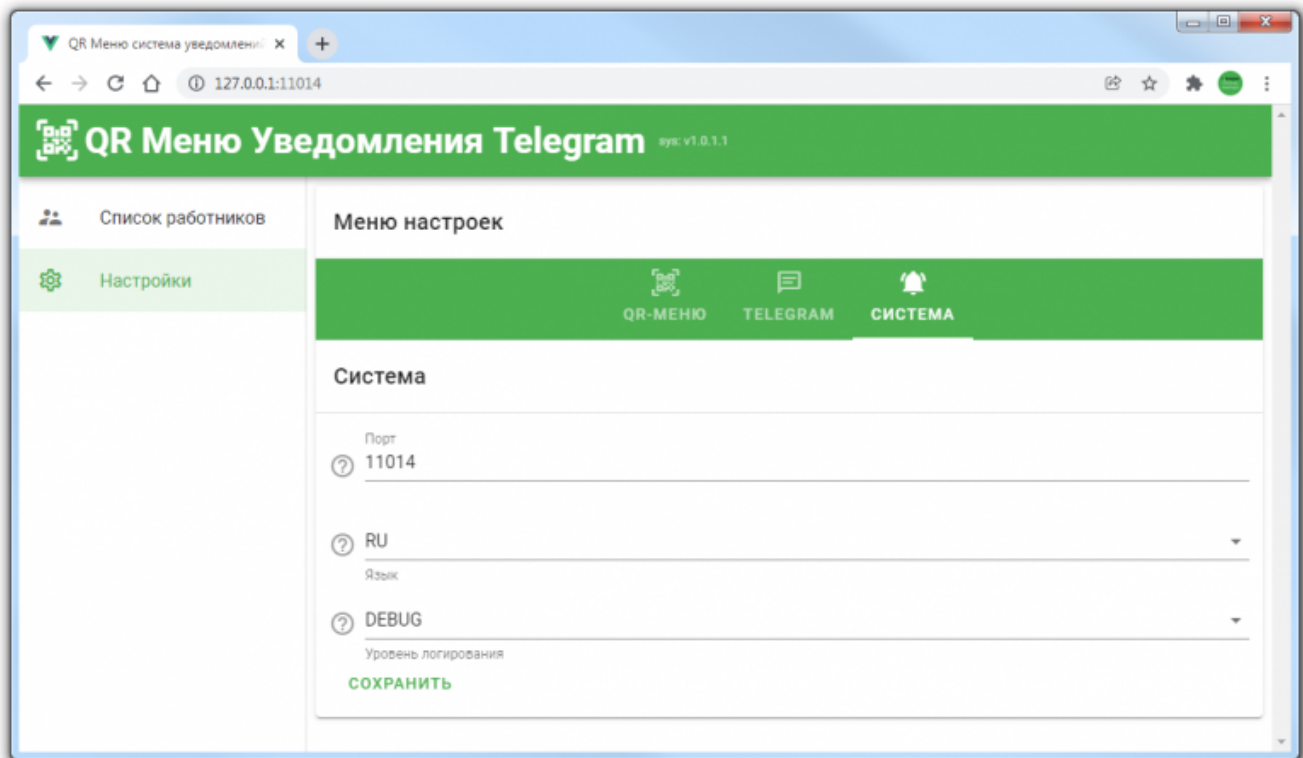 QR Меню система уведомлений
127.0.0.1:11014
QR Меню Уведомления Telegram sys: v1.0.1.1
Список работников
Настройки
Меню настроек
QR-МЕНЮ TELEGRAM СИСТЕМА
Система
Порт
11014
RU
Язык
DEBUG
Уровень логирования
СОХРАНИТЬ